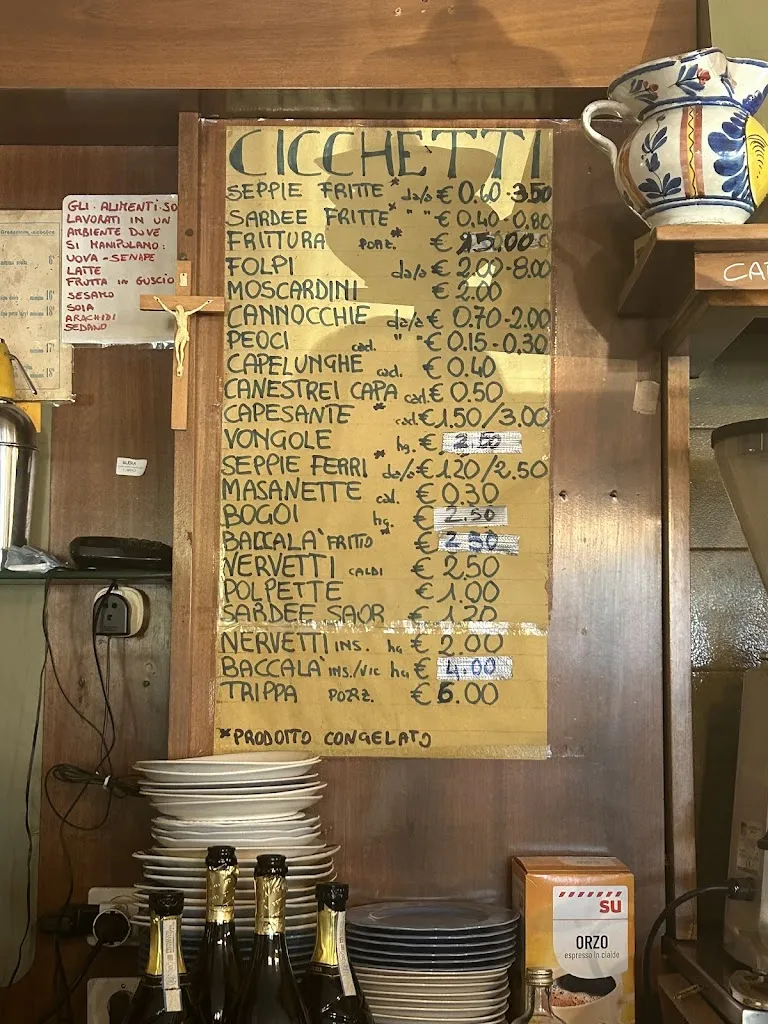 CICCHETTI
SEPPIE FRITTE* da/a € 0.60-3.50
SARDEE FRITTE* " " € 0.40-0.80
FRITTURA PORZ.* € 15.00
FOLPI da/a € 2.00-8.00
MOSCARDINI € 2.00
CANNOCCHIE da/a € 0.70-2.00
PEOCI cad. " " € 0.15-0.30
CAPELUNGHE cad. € 0.40
CANESTREI CAPA cad. € 0.50
CAPESANTE * cad. € 1.50/3.00
VONGOLE hg. € 2.50
SEPPIE FERRI * da/a € 1.20/2.50
MASANETTE cad. € 0.30
BOGOI hg. € 2.50
BACCALA' FRITTO * € 2.30
NERVETTI CALDI € 2.50
POLPETTE € 1.00
SARDEE SAOR € 1.20
NERVETTI INS. hg € 2.00
BACCALA' INS./VIC hg € 4.00
TRIPPA PORZ. € 6.00
*PRODOTTO CONGELATO
GLI ALIMENTI SO
LAVORATI IN UN
AMBIENTE DOVE
SI MANIPOLANO:
UOVA - SENAPE
LATTE
FRUTTA IN GUSCIO
SESAMO
SOIA
ARACHIDI
SEDANO
CA
SU
ORZO
espresso in cialde